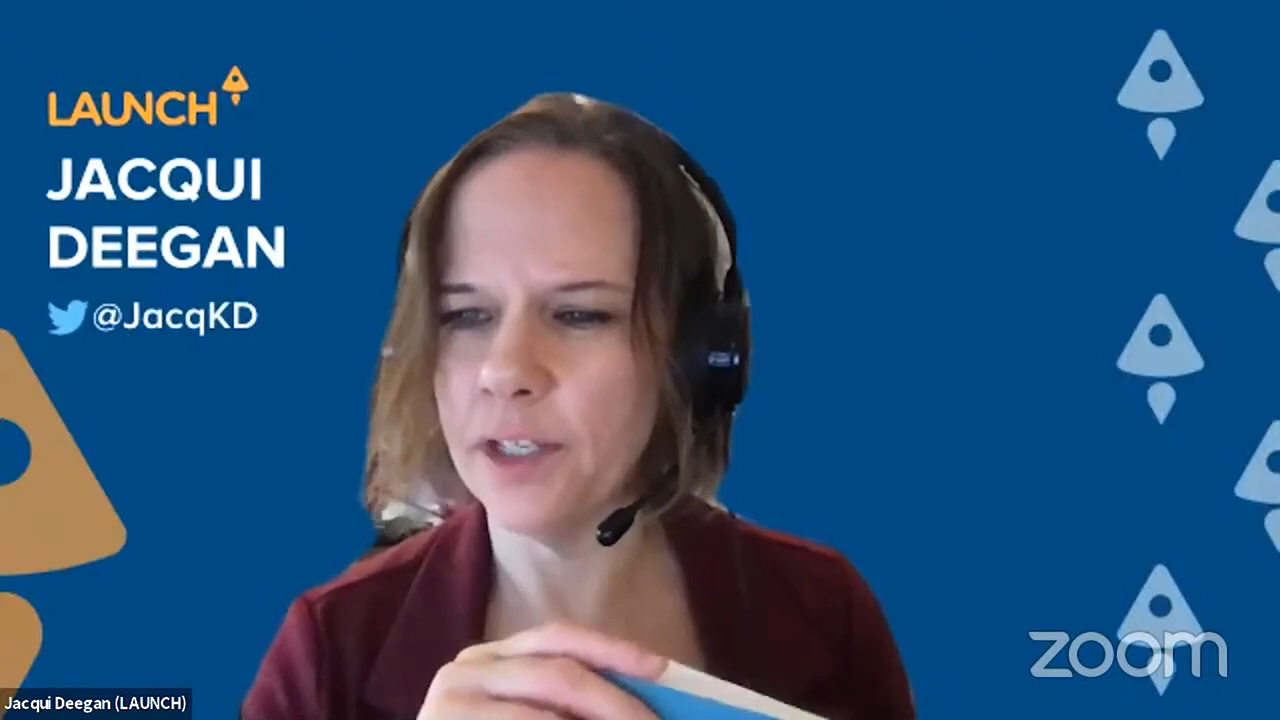 LAUNCH
JACQUI
DEEGAN
@JacqKD
zoom
Jacqui Deegan (LAUNCH)